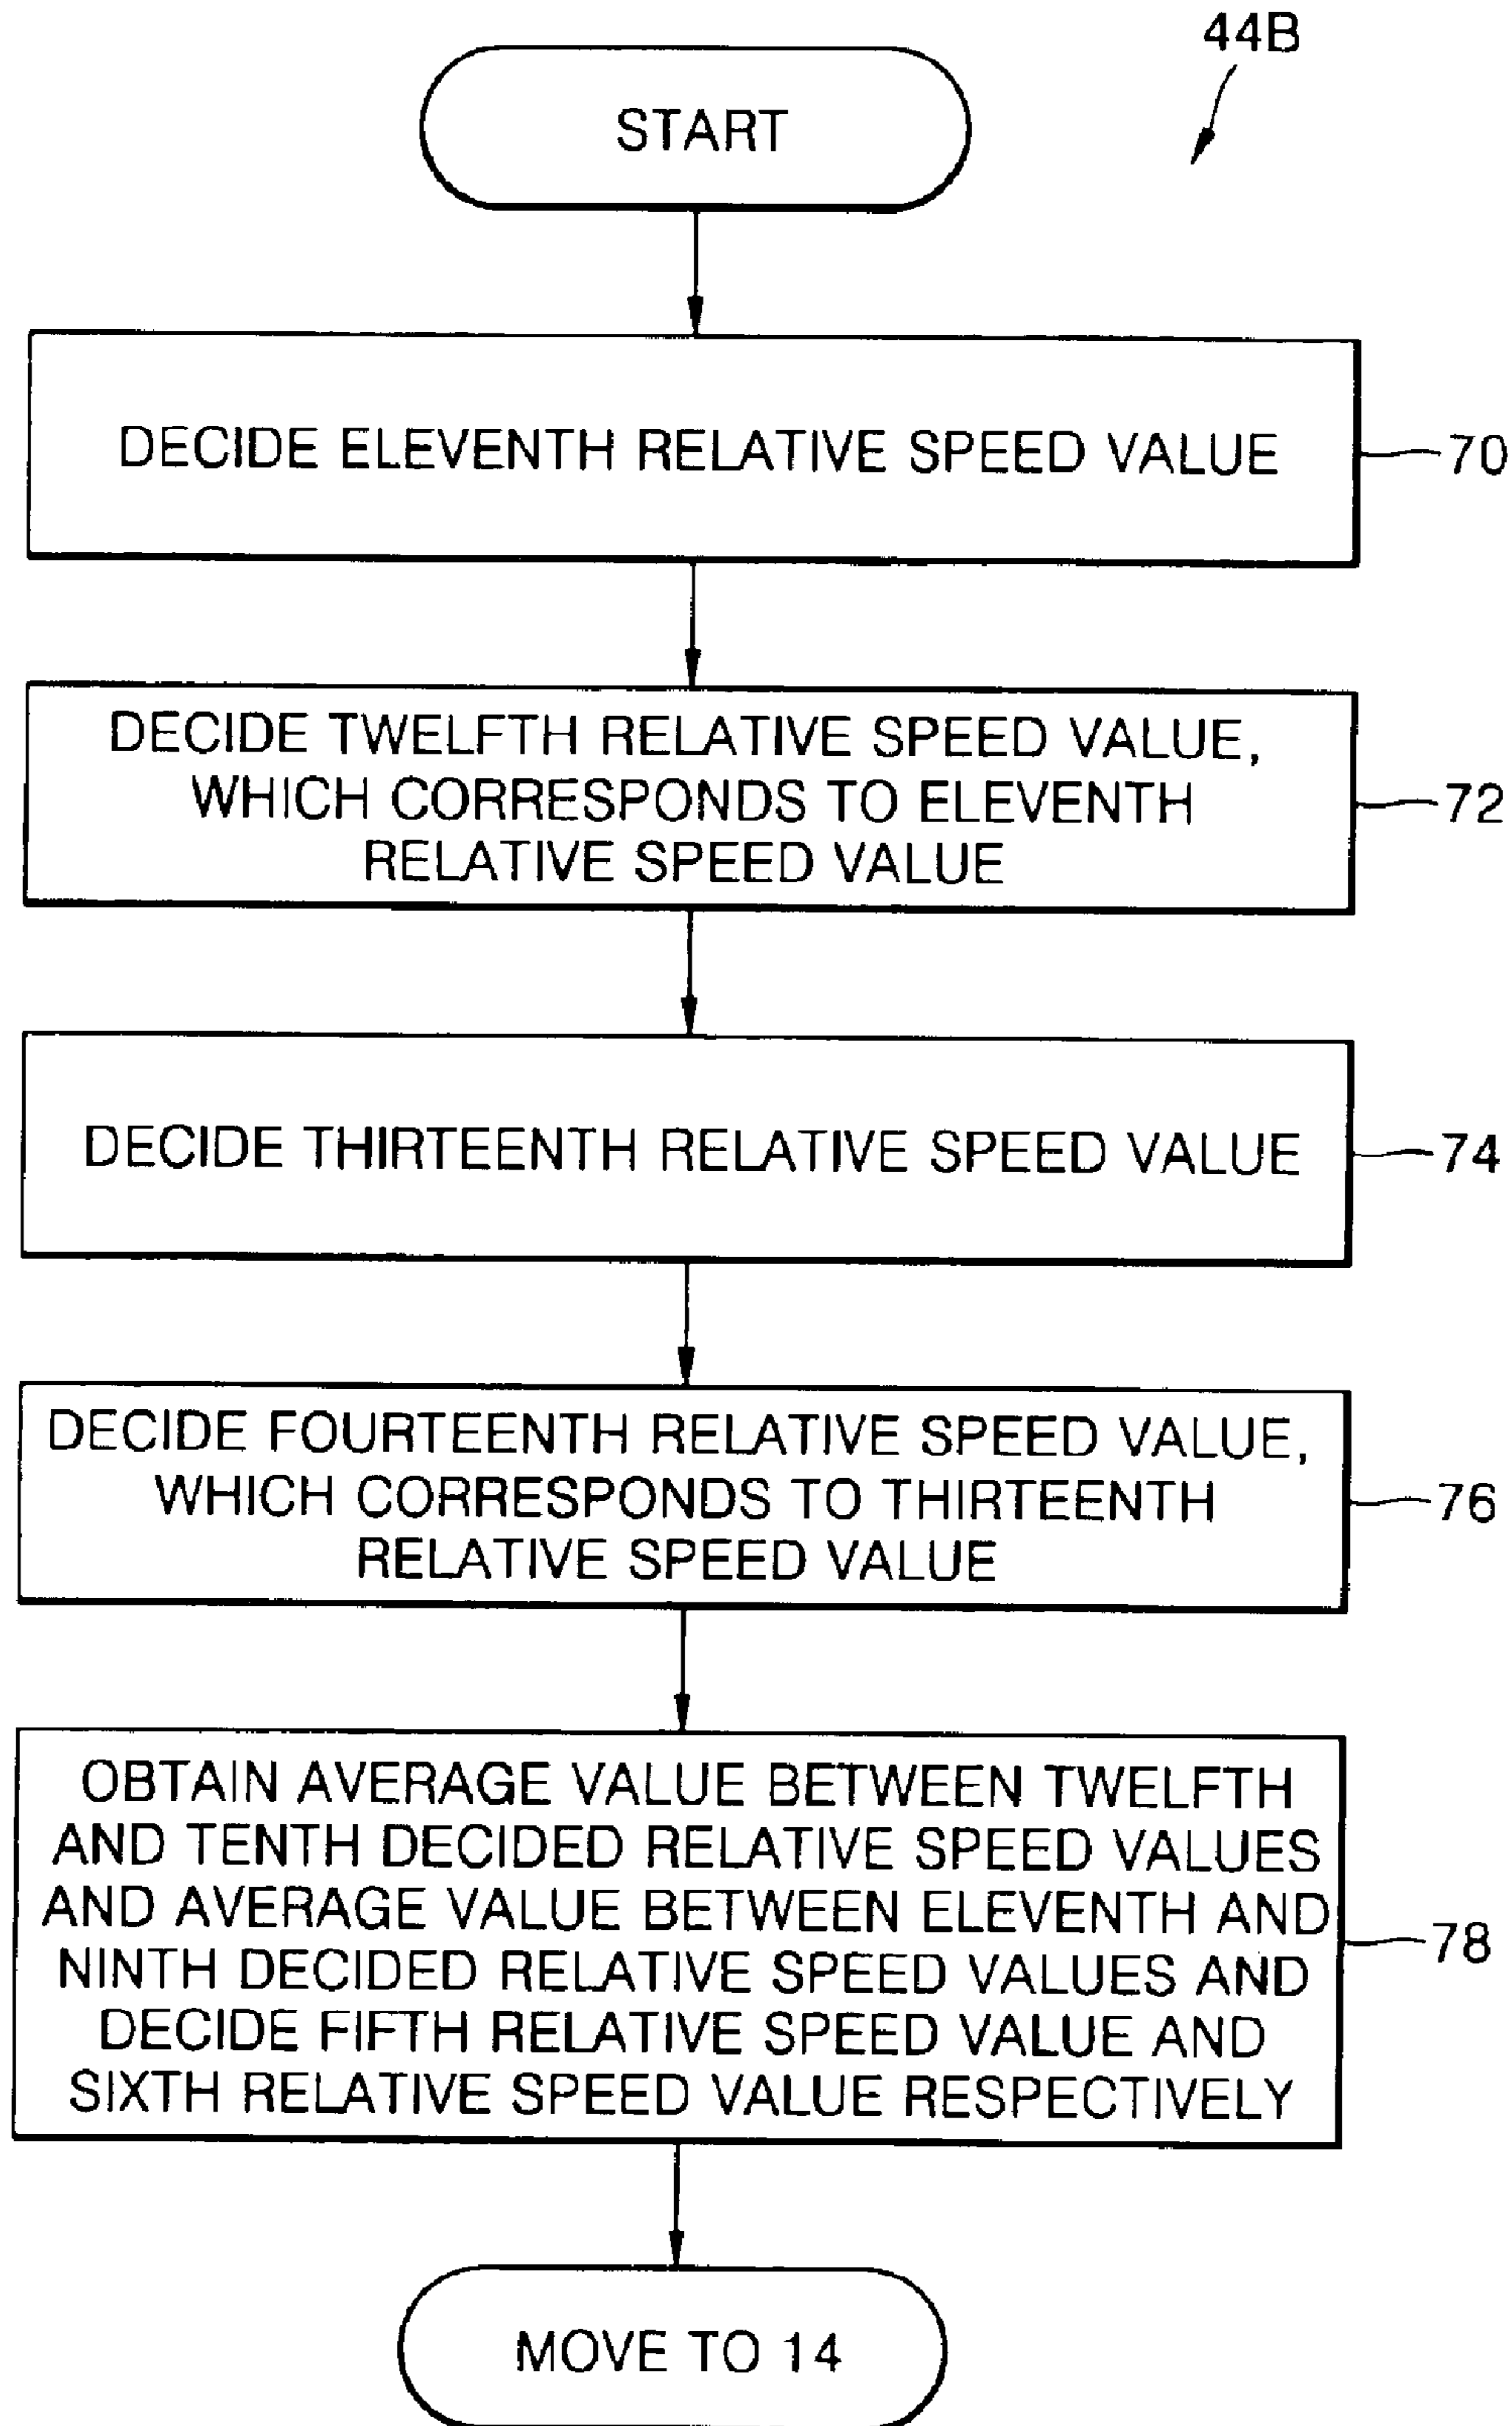 44B
START
DECIDE ELEVENTH RELATIVE SPEED VALUE
70
DECIDE TWELFTH RELATIVE SPEED VALUE,
WHICH CORRESPONDS TO ELEVENTH
RELATIVE SPEED VALUE
72
DECIDE THIRTEENTH RELATIVE SPEED VALUE
74
DECIDE FOURTEENTH RELATIVE SPEED VALUE,
WHICH CORRESPONDS TO THIRTEENTH
RELATIVE SPEED VALUE
76
OBTAIN AVERAGE VALUE BETWEEN TWELFTH
AND TENTH DECIDED RELATIVE SPEED VALUES
AND AVERAGE VALUE BETWEEN ELEVENTH AND
NINTH DECIDED RELATIVE SPEED VALUES AND
DECIDE FIFTH RELATIVE SPEED VALUE AND
SIXTH RELATIVE SPEED VALUE RESPECTIVELY
78
MOVE TO 14